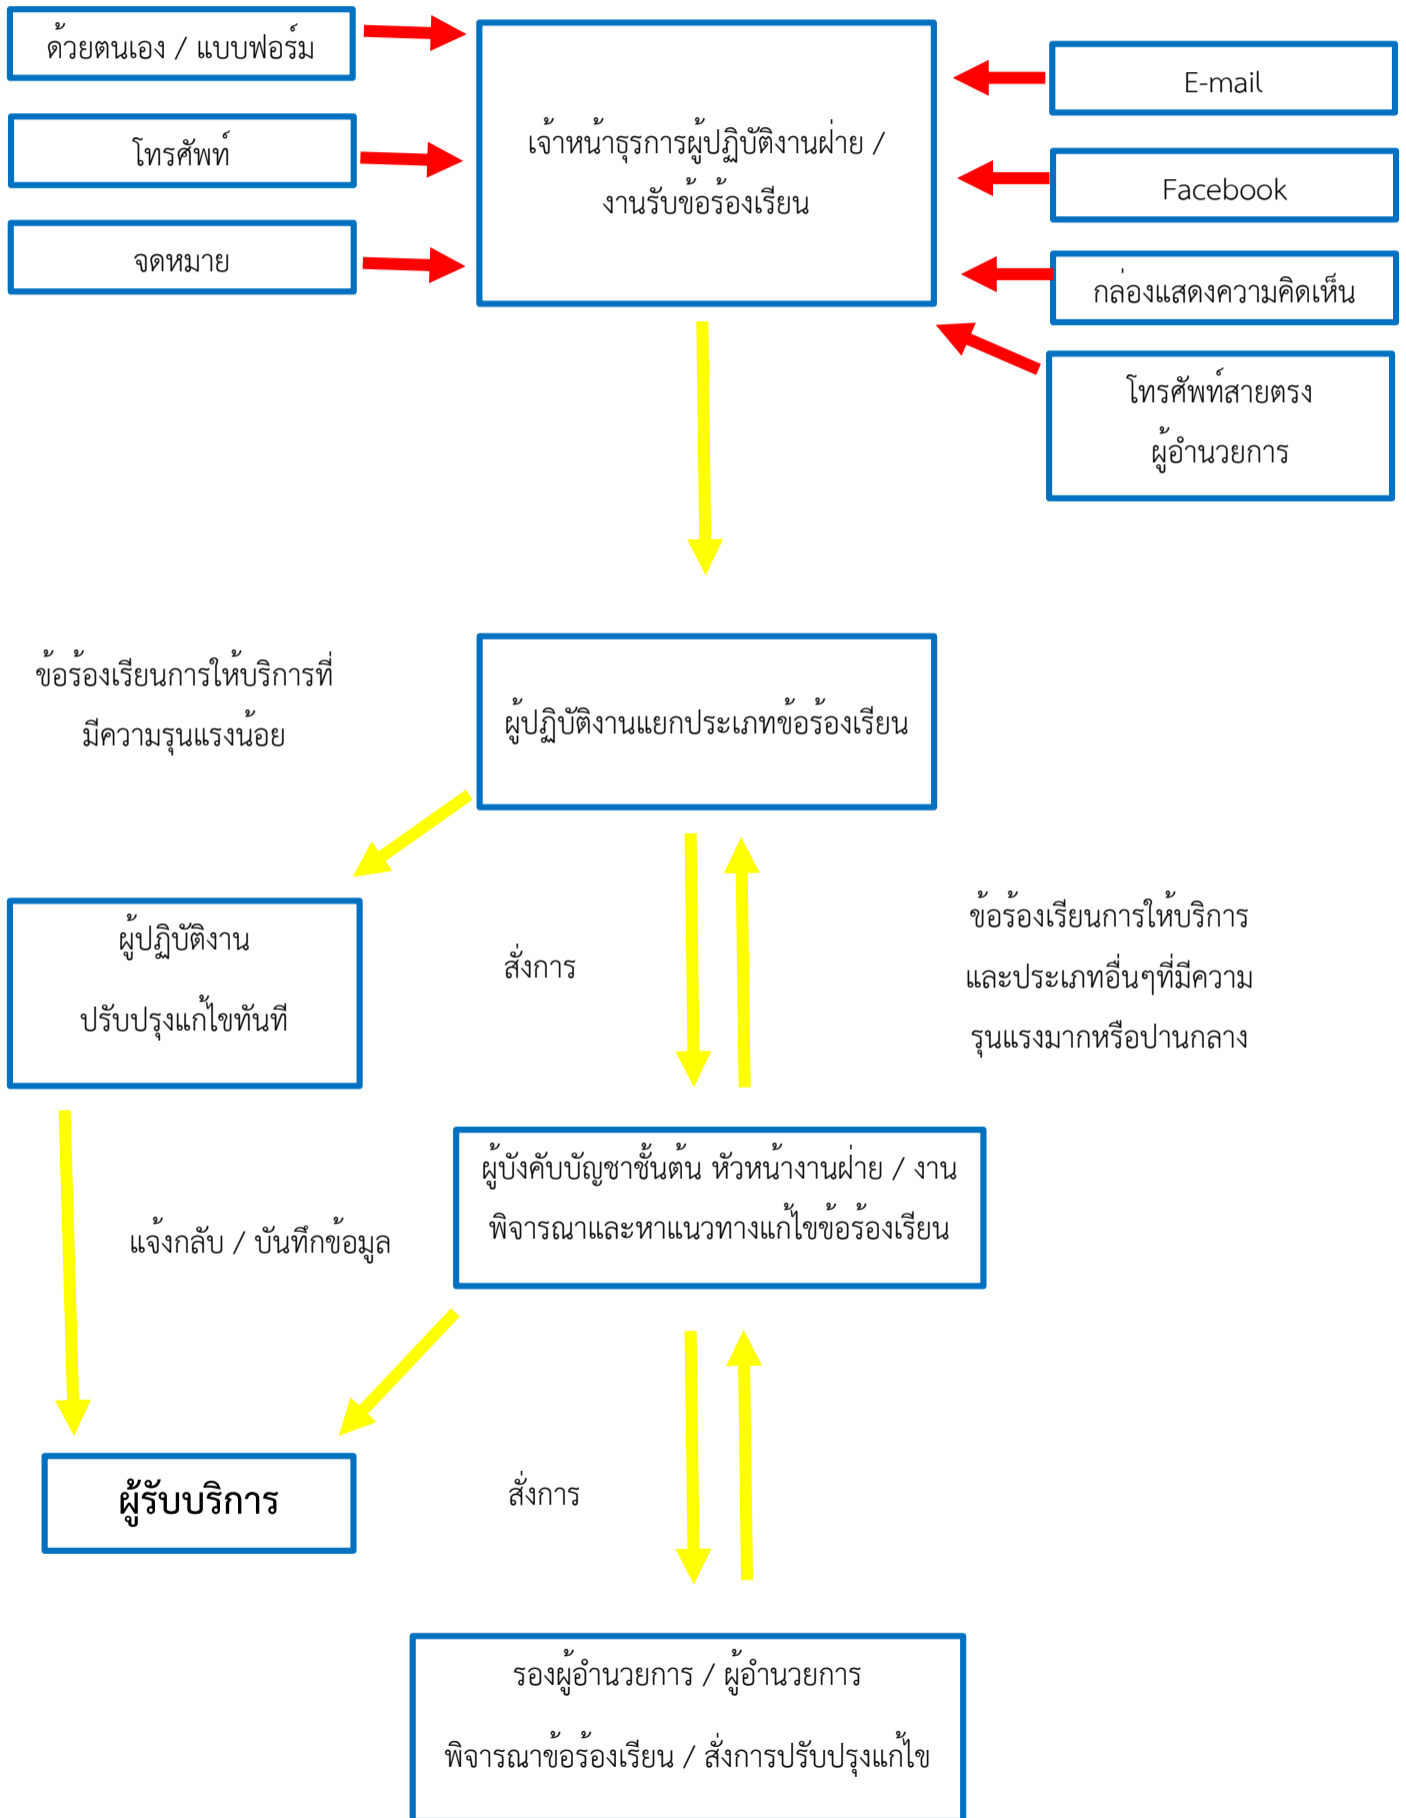 ด้วยตนเอง / แบบฟอร์ม
โทรศัพท์
จดหมาย
เจ้าหน้าธุรการผู้ปฏิบัติงานฝ่าย /
งานรับข้อร้องเรียน
E-mail
Facebook
กล่องแสดงความคิดเห็น
โทรศัพท์สายตรง
ผู้อำนวยการ
ข้อร้องเรียนการให้บริการที่
มีความรุนแรงน้อย
ผู้ปฏิบัติงานแยกประเภทข้อร้องเรียน
ผู้ปฏิบัติงาน
ปรับปรุงแก้ไขทันที
สั่งการ
ข้อร้องเรียนการให้บริการ
และประเภทอื่นๆที่มีความ
รุนแรงมากหรือปานกลาง
ผู้บังคับบัญชาชั้นต้น หัวหน้างานฝ่าย / งาน
พิจารณาและหาแนวทางแก้ไขข้อร้องเรียน
แจ้งกลับ / บันทึกข้อมูล
ผู้รับบริการ
สั่งการ
รองผู้อำนวยการ / ผู้อำนวยการ
พิจารณาข้อร้องเรียน / สั่งการปรับปรุงแก้ไข